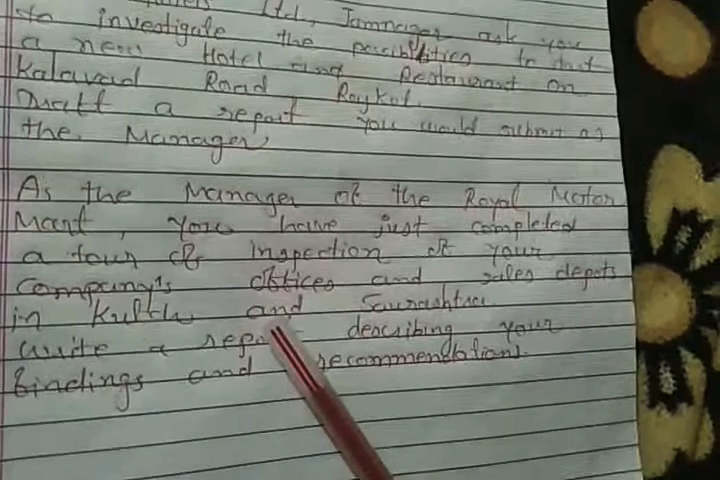 Ltd, Jamnagar ask you
to investigate the possibilities to start
a new Hotel and Restaurant on
Kalavad Road, Rajkot.
Draft a report you would submit as
the Manager,
As the Manager of the Royal Motor
Mart, you have just completed
a tour of Inspection of your
Company's offices and sales depots
in Kutch and Saurashtra.
write a report describing your
findings and recommendations.